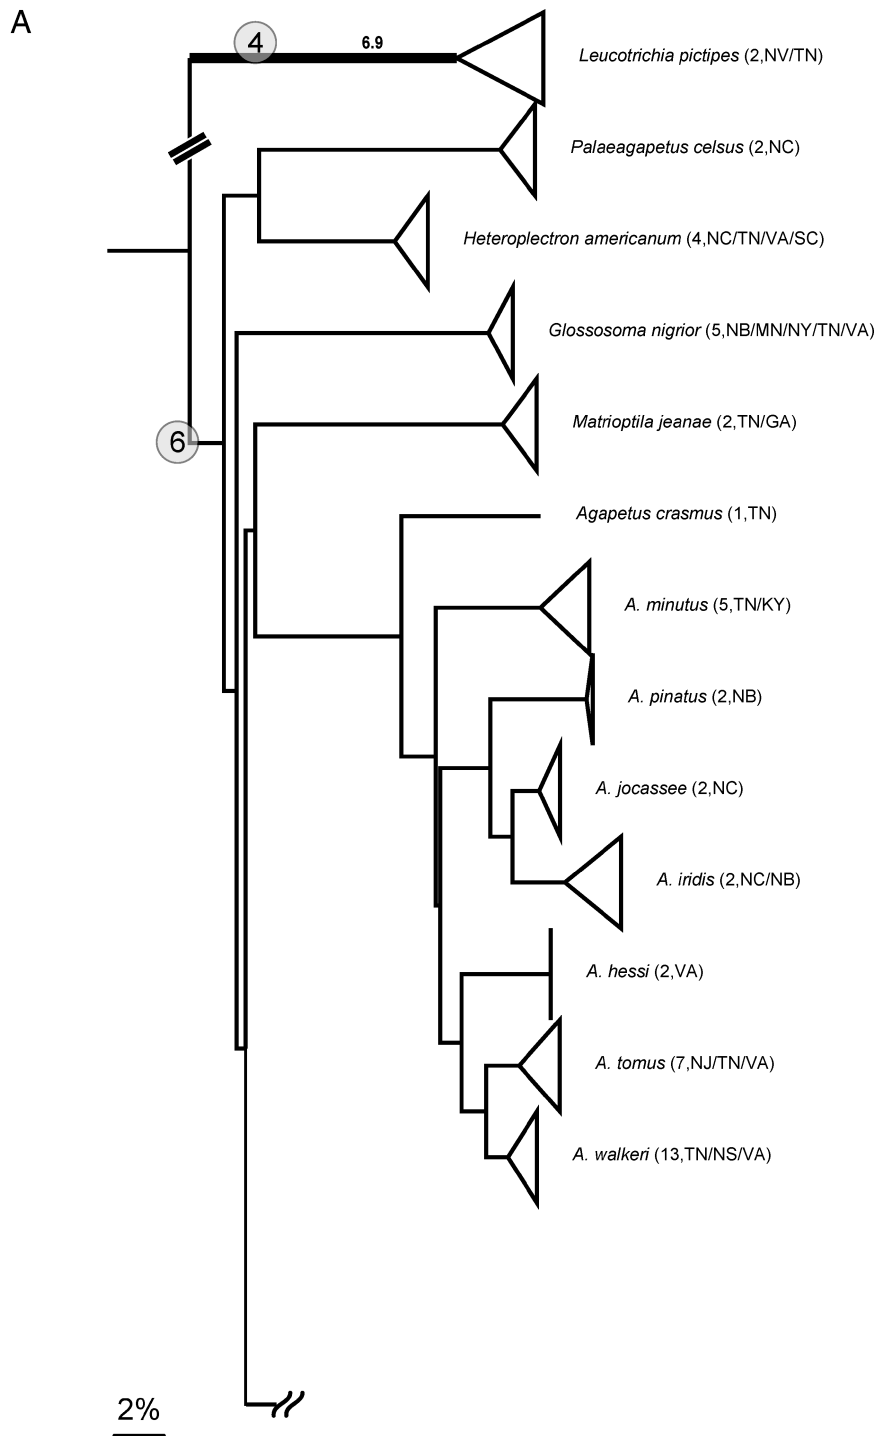 A
4
6.9
Leucotrichia pictipes (2,NV/TN)
Palaeagapetus celsus (2,NC)
Heteroplectron americanum (4,NC/TN/VA/SC)
Glossosoma nigrior (5,NB/MN/NY/TN/VA)
Matrioptila jeanae (2,TN/GA)
6
Agapetus crasmus (1,TN)
A. minutus (5,TN/KY)
A. pinatus (2,NB)
A. jocassee (2,NC)
A. iridis (2,NC/NB)
A. hessi (2,VA)
A. tomus (7,NJ/TN/VA)
A. walkeri (13,TN/NS/VA)
2%